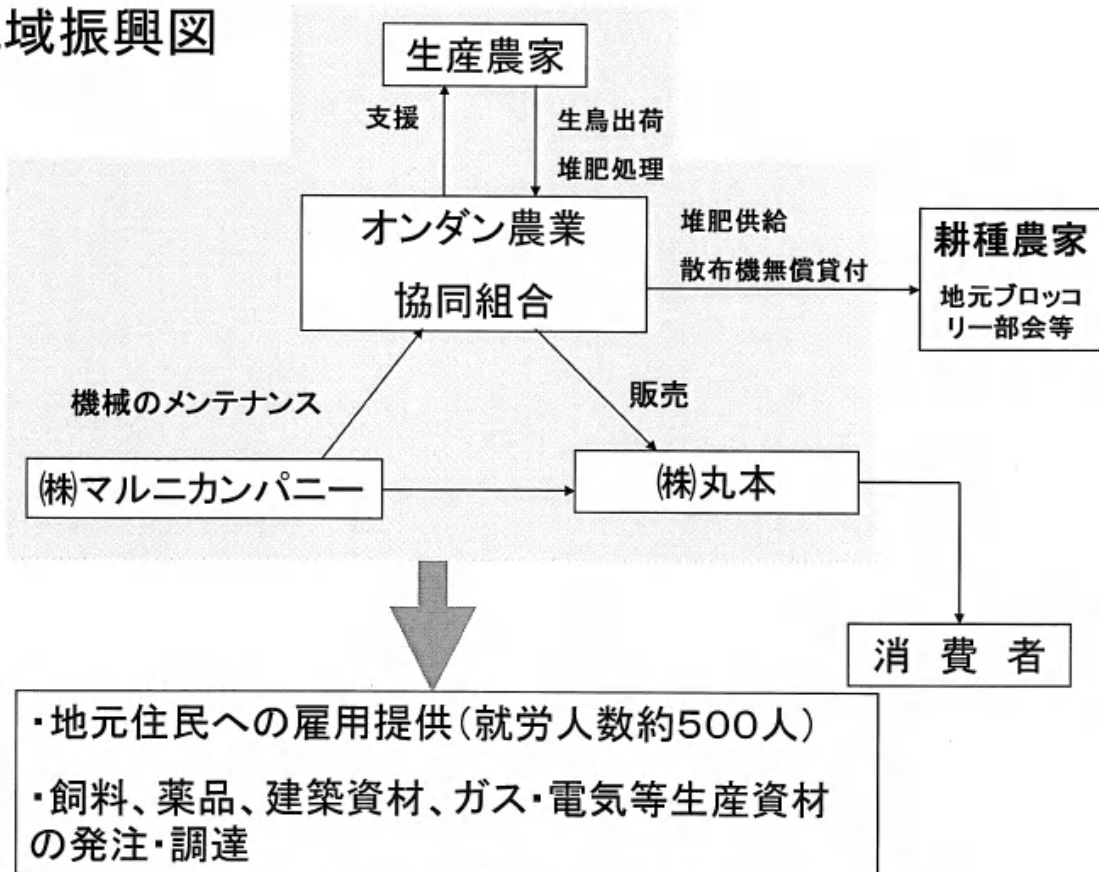 域振興図
生産農家
支援
生鳥出荷
堆肥処理
オンダン農業
協同組合
堆肥供給
散布機無償貸付
耕種農家
地元ブロッコ
リー部会等
機械のメンテナンス
販売
㈱マルニカンパニー
㈱丸本
消 費 者
・地元住民への雇用提供(就労人数約500人)
・飼料、薬品、建築資材、ガス・電気等生産資材
の発注・調達